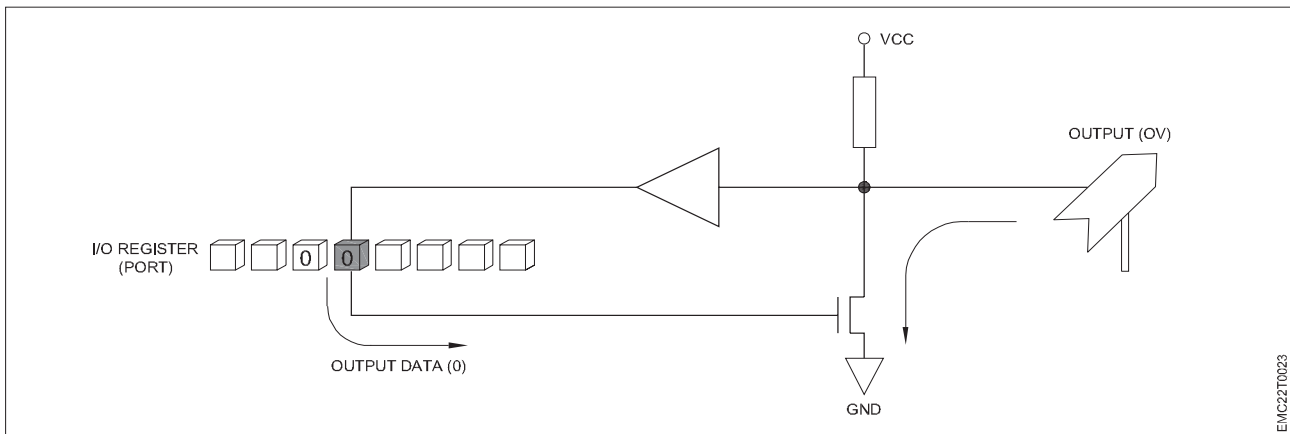 VCC
OUTPUT (OV)
I/O REGISTER
(PORT)
0 0
OUTPUT DATA (0)
GND
EMC22T0023